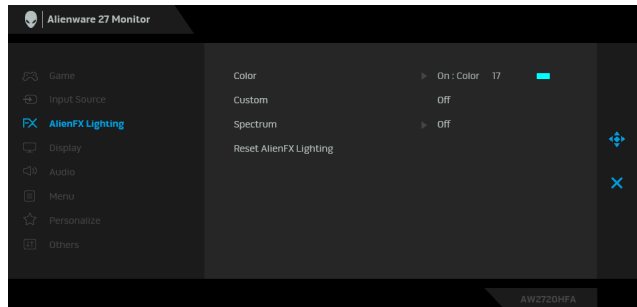 Alienware 27 Monitor
Game
Input Source
AlienFX Lighting
Display
Audio
Menu
Personalize
Others
Color On : Color 17
Custom Off
Spectrum Off
Reset AlienFX Lighting
AW2720HFA